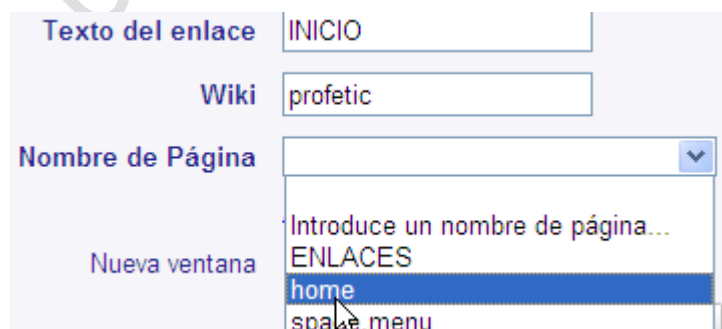 Texto del enlace INICIO
Wiki profetic
Nombre de Página
Introduce un nombre de página...
Nueva ventana ENLACES
home
space.menu